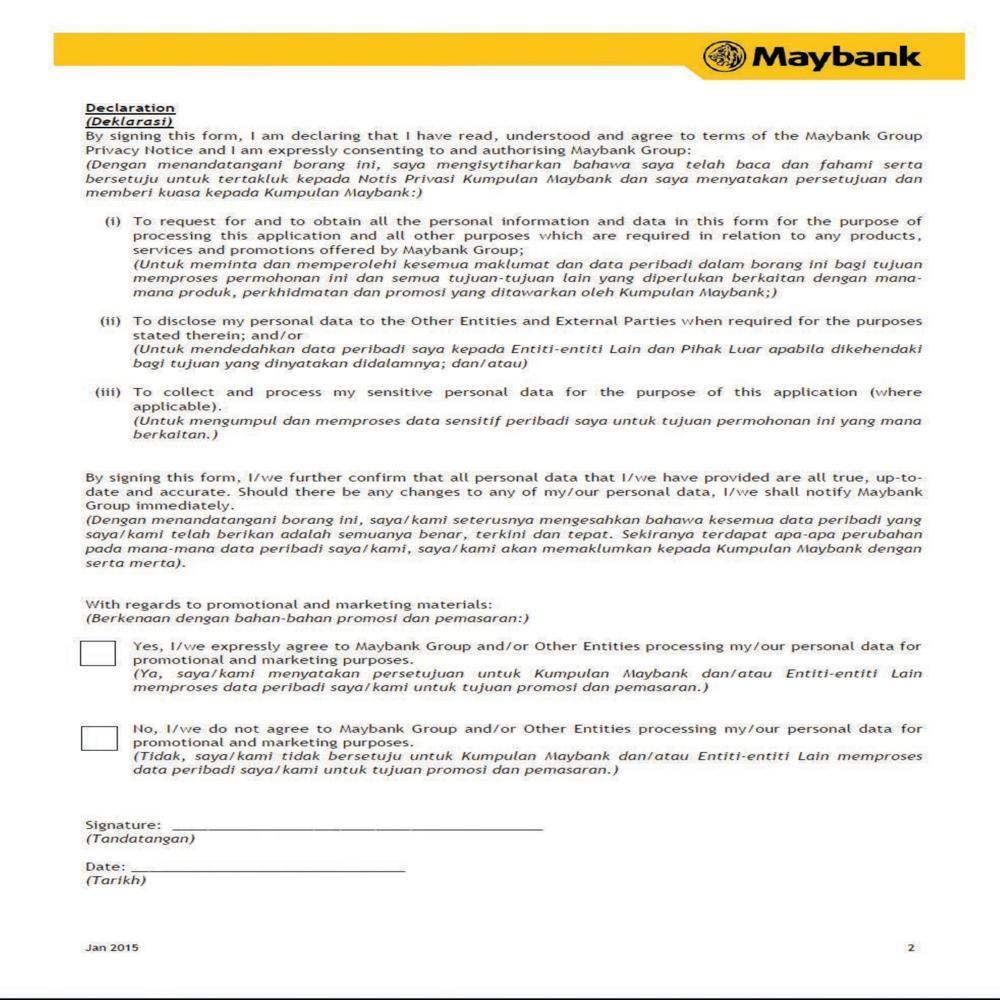 Maybank
Declaration
(Deklarasi)
By signing this form, I am declaring that I have read, understood and agree to terms of the Maybank Group
Privacy Notice and I am expressly consenting to and authorising Maybank Group:
(Dengan menandatangani borang ini, saya mengisytiharkan bahawa saya telah baca dan fahami serta
bersetuju untuk tertakluk kepada Notis Privasi Kumpulan Maybank dan saya menyatakan persetujuan dan
memberi kuasa kepada Kumpulan Maybank:)
(i) To request for and to obtain all the personal information and data in this form for the purpose of
processing this application and all other purposes which are required in relation to any products,
services and promotions offered by Maybank Group;
(Untuk meminta dan memperolehi kesemua maklumat dan data peribadi dalam borang ini bagi tujuan
memproses permohonan ini dan semua tujuan-tujuan lain yang diperlukan berkaitan dengan mana-
mana produk, perkhidmatan dan promosi yang ditawarkan oleh Kumpulan Maybank;)
(ii) To disclose my personal data to the Other Entities and External Parties when required for the purposes
stated therein; and/or
(Untuk mendedahkan data peribadi saya kepada Entiti-entiti Lain dan Pihak Luar apabila dikehendaki
bagi tujuan yang dinyatakan didalamnya; dan/atau)
(iii) To collect and process my sensitive personal data for the purpose of this application (where
applicable).
(Untuk mengumpul dan memproses data sensitif peribadi saya untuk tujuan permohonan ini yang mana
berkaitan.)
By signing this form, I/we further confirm that all personal data that I/we have provided are all true, up-to-
date and accurate. Should there be any changes to any of my/our personal data, I/we shall notify Maybank
Group immediately.
(Dengan menandatangani borang ini, saya/kami seterusnya mengesahkan bahawa kesemua data peribadi yang
saya/kami telah berikan adalah semuanya benar, terkini dan tepat. Sekiranya terdapat apa-apa perubahan
pada mana-mana data peribadi saya/kami, saya/kami akan memaklumkan kepada Kumpulan Maybank dengan
serta merta).
With regards to promotional and marketing materials:
(Berkenaan dengan bahan-bahan promosi dan pemasaran:)
Yes, I/we expressly agree to Maybank Group and/or Other Entities processing my/our personal data for
promotional and marketing purposes.
(Ya, saya/kami menyatakan persetujuan untuk Kumpulan Maybank dan/atau Entiti-entiti Lain
memproses data peribadi saya/kami untuk tujuan promosi dan pemasaran.)
No, I/we do not agree to Maybank Group and/or Other Entities processing my/our personal data for
promotional and marketing purposes.
(Tidak, saya/kami tidak bersetuju untuk Kumpulan Maybank dan/atau Entiti-entiti Lain memproses
data peribadi saya/kami untuk tujuan promosi dan pemasaran.)
Signature: ____________________
(Tandatangan)
Date: ____________________
(Tarikh)
Jan 2015 2